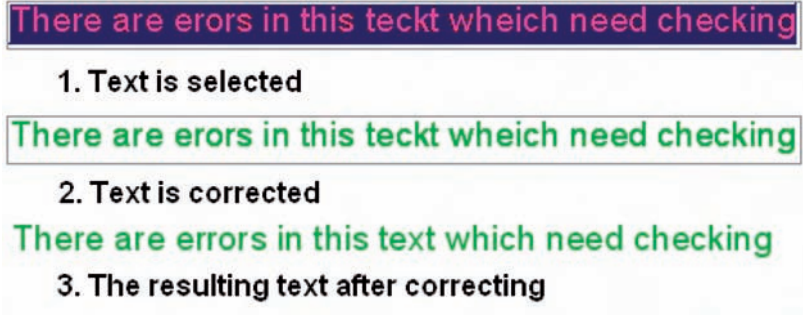 There are erors in this teckt wheich need checking
1. Text is selected
There are erors in this teckt wheich need checking
2. Text is corrected
There are errors in this text which need checking
3. The resulting text after correcting